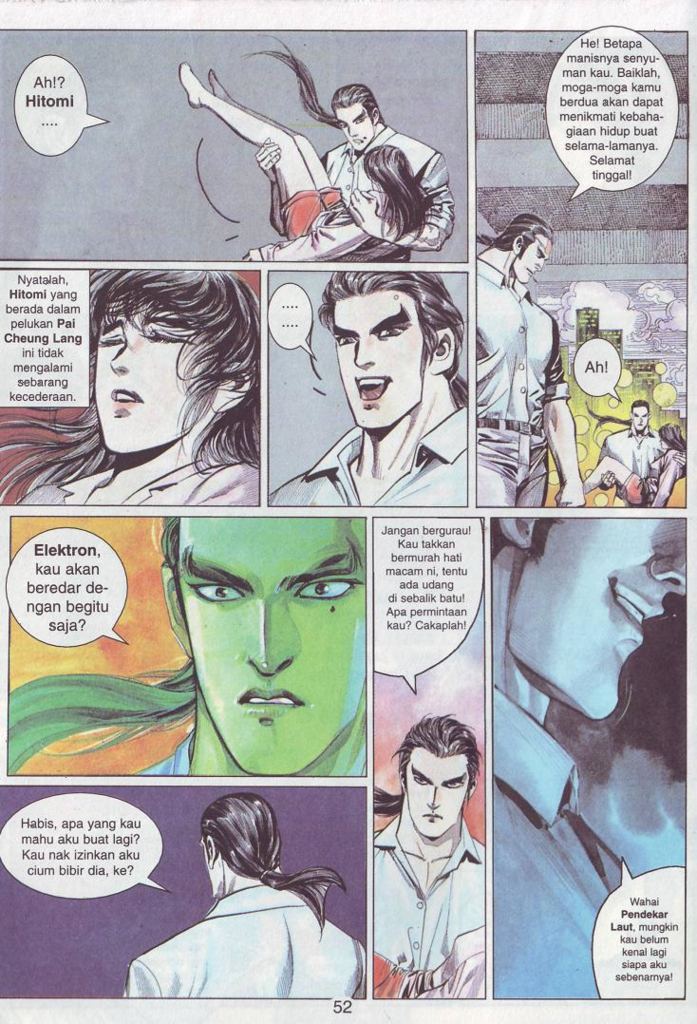 Ah!?
Hitomi
....
He! Betapa
manisnya senyu-
man kau. Baiklah,
moga-moga kamu
berdua akan dapat
menikmati kebaha-
giaan hidup buat
selama-lamanya.
Selamat
tinggal!
Nyatalah,
Hitomi yang
berada dalam
pelukan Pai
Cheung Lang
ini tidak
mengalami
sebarang
kecederaan.
....
....
Ah!
Elektron,
kau akan
beredar de-
ngan begitu
saja?
Jangan bergurau!
Kau takkan
bermurah hati
macam ni, tentu
ada udang
di sebalik batu!
Apa permintaan
kau? Cakaplah!
Habis, apa yang kau
mahu aku buat lagi?
Kau nak izinkan aku
cium bibir dia, ke?
Wahai
Pendekar
Laut, mungkin
kau belum
kenal lagi
siapa aku
sebenarnya!
52